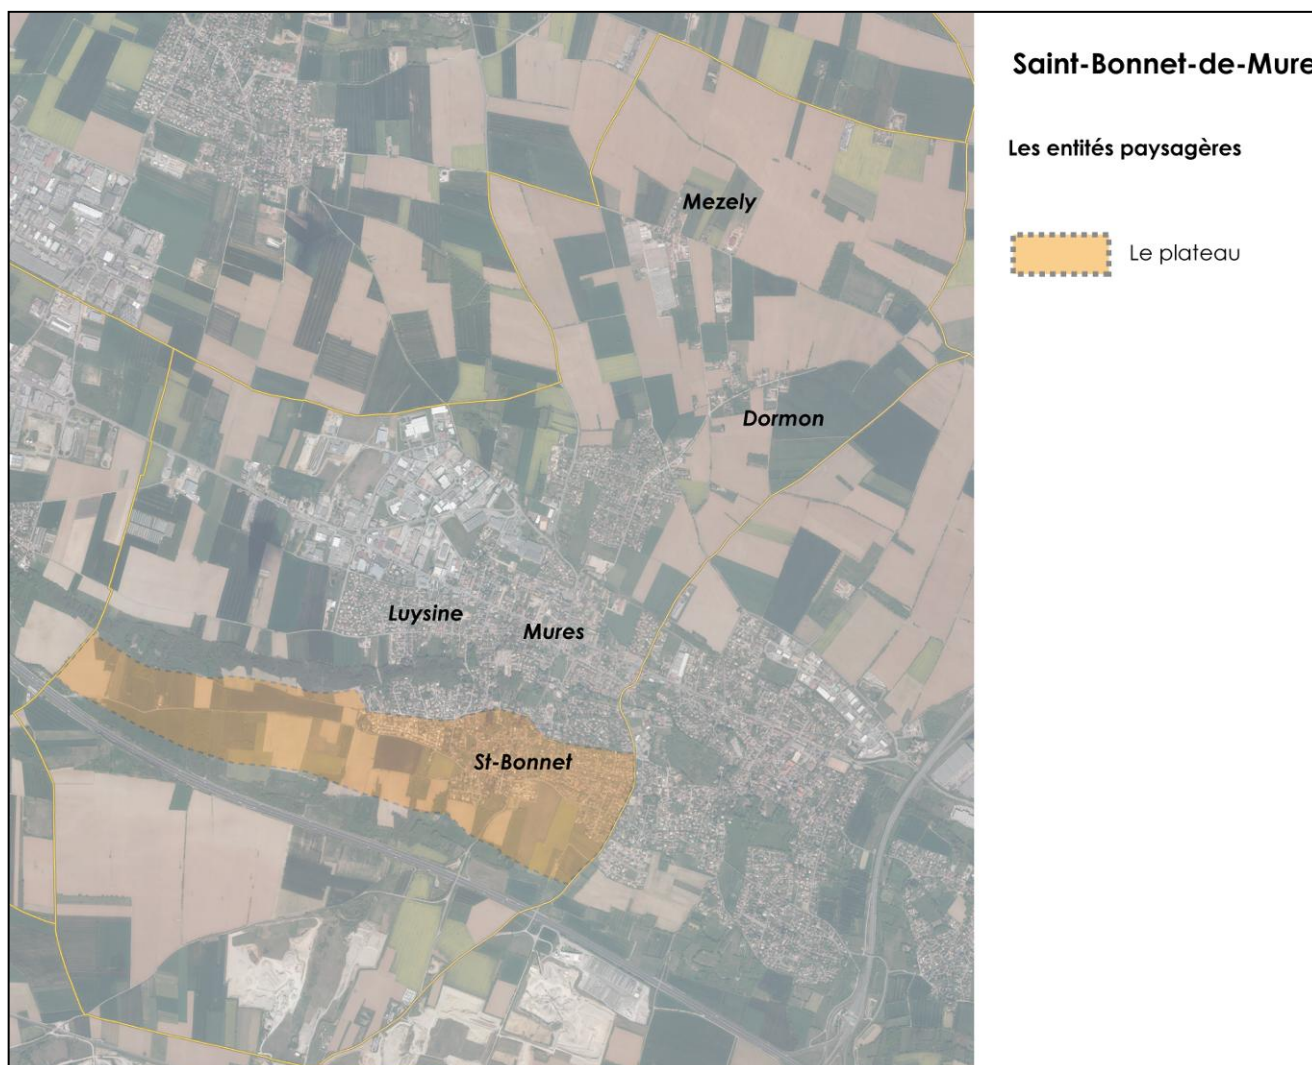 Saint-Bonnet-de-Mure
Les entités paysagères
Le plateau
Mezely
Dormon
Luysine
Mures
St-Bonnet